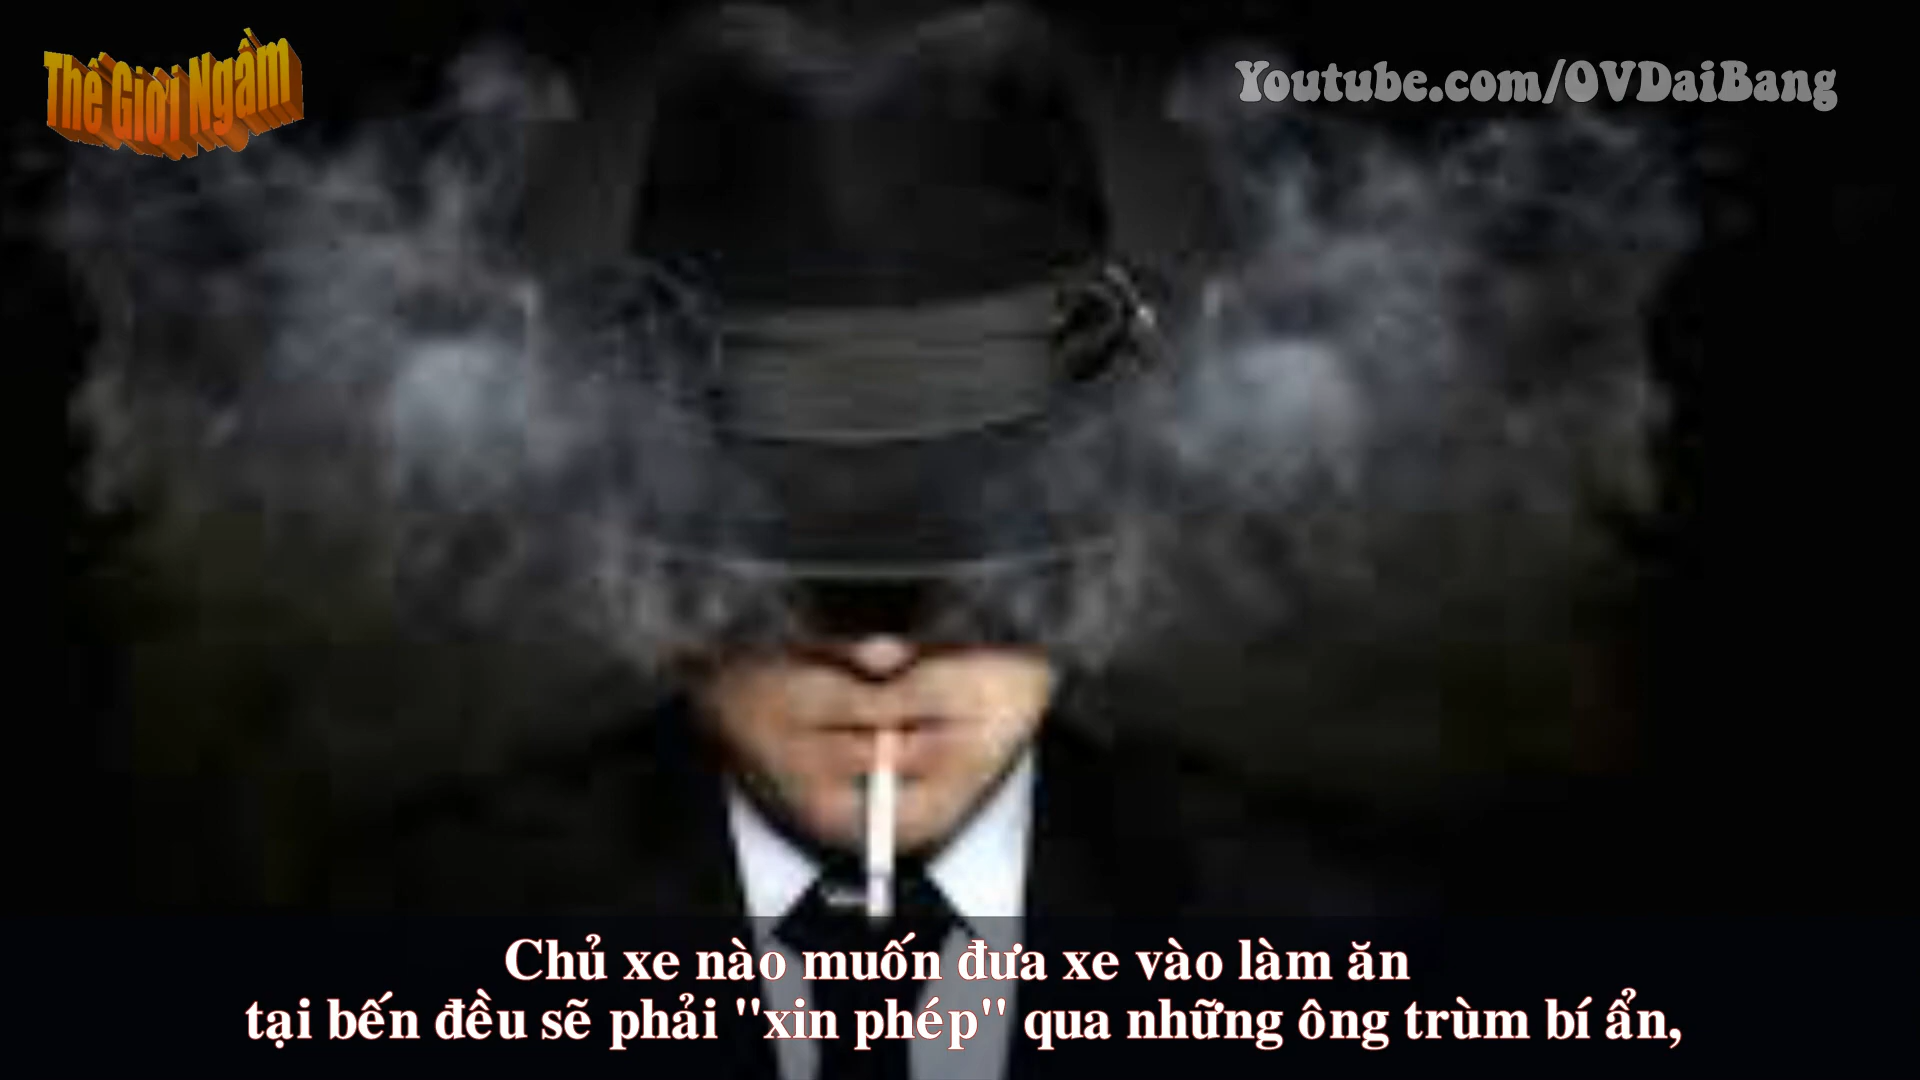 Thế Giới Ngầm
Youtube.com/OVDaiBang
Chủ xe nào muốn đưa xe vào làm ăn
tại bến đều sẽ phải "xin phép" qua những ông trùm bí ẩn,